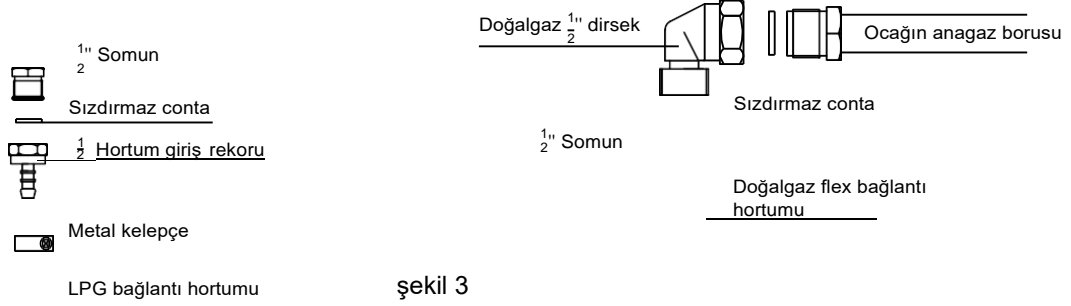 ½'' Somun
Sızdırmaz conta
½ Hortum giriş rekoru
Metal kelepçe
LPG bağlantı hortumu
şekil 3
Doğalgaz ½'' dirsek
Ocağın anagaz borusu
Sızdırmaz conta
½'' Somun
Doğalgaz flex bağlantı
hortumu